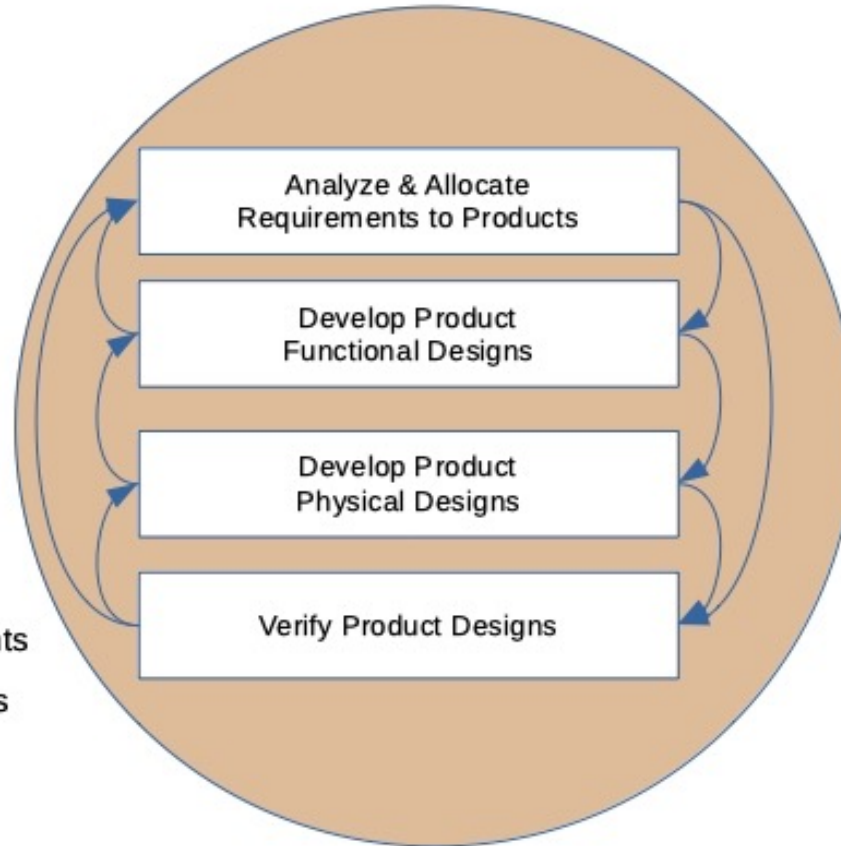 Analyze & Allocate
Requirements to Products
Develop Product
Functional Designs
Develop Product
Physical Designs
Verify Product Designs